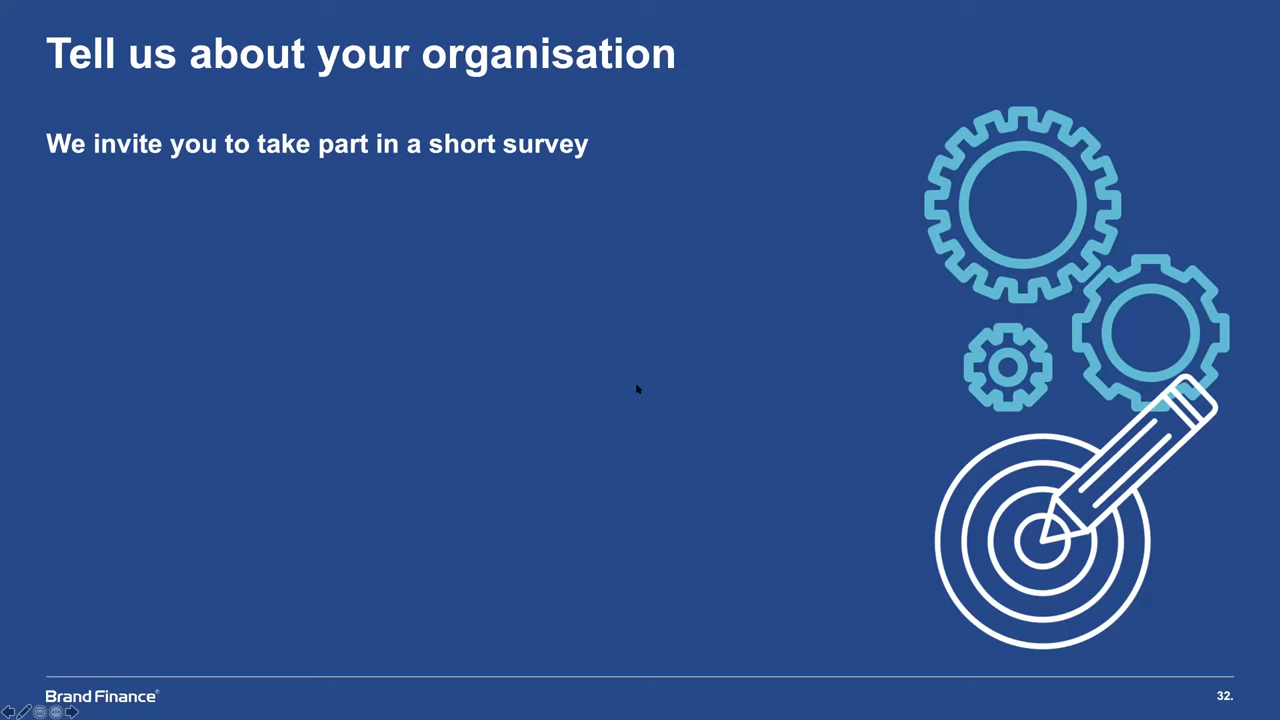 Tell us about your organisation
We invite you to take part in a short survey
Brand Finance®
32.